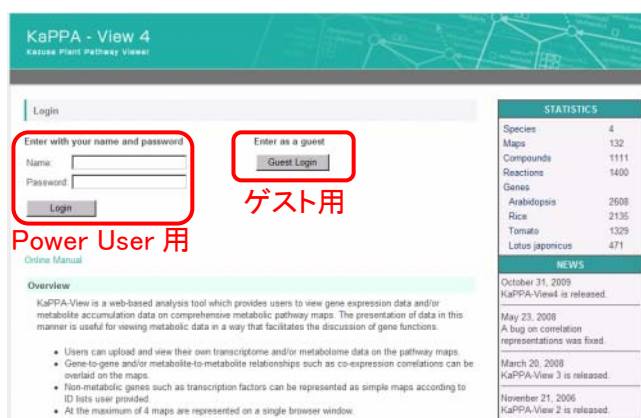 KaPPA - View 4
Kazusa Plant Pathway Viewer
Login
Enter with your name and password
Name:
Password:
Login
Power User 用
Enter as a guest
Guest Login
ゲスト用
Online Manual
Overview
KaPPA-View is a web-based analysis tool which provides users to view gene expression data and/or
metabolite accumulation data on comprehensive metabolic pathway maps. The presentation of data in this
manner is useful for viewing metabolic data in a way that facilitates the discussion of gene functions.
• Users can upload and view their own transcriptome and/or metabolome data on the pathway maps.
• Gene-to-gene and/or metabolite-to-metabolite relationships such as co-expression correlations can be
overlaid on the maps.
• Non-metabolic genes such as transcription factors can be represented as simple maps according to
ID lists user provided.
• At the maximum of 4 maps are represented on a single browser window.
STATISTICS
Species 4
Maps 132
Compounds 1111
Reactions 1400
Genes
Arabidopsis 2608
Rice 2135
Tomato 1329
Lotus japonicus 471
NEWS
October 31, 2009
KaPPA-View4 is released.
May 23, 2008
A bug on correlation
representations was fixed.
March 20, 2008
KaPPA-View 3 is released.
November 21, 2006
KaPPA-View 2 is released.